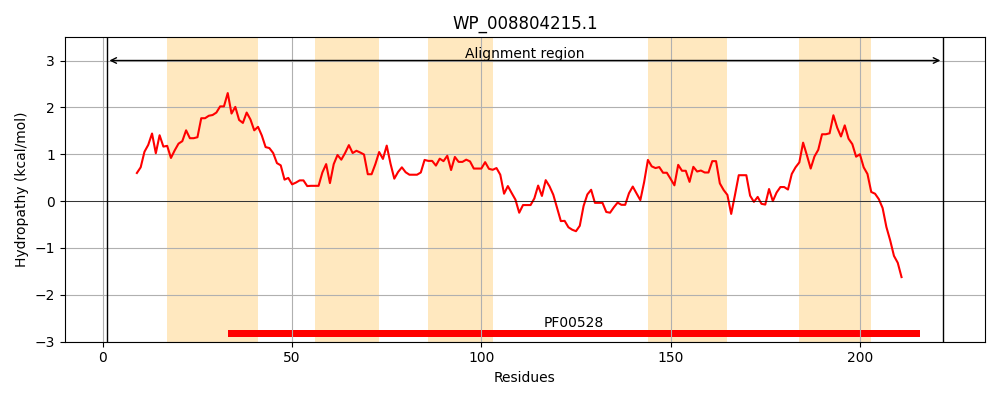 WP_008804215.1
Alignment region
3
2
1
0
−1
−2
−3
Hydropathy (kcal/mol)
PF00528
0
50
100
150
200
Residues